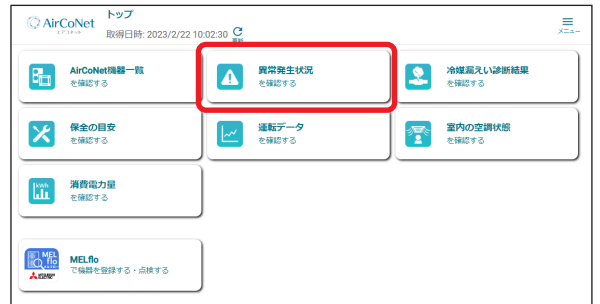 AirCoNet
エアコネット
トップ
取得日時: 2023/2/22 10:02:30
更新
メニュー
AirCoNet機器一覧
を確認する
異常発生状況
を確認する
冷媒漏えい診断結果
を確認する
保全の目安
を確認する
運転データ
を確認する
室内の空調状態
を確認する
kWh
消費電力量
を確認する
MEL
flo
MITSUBISHI
ELECTRIC
MELflo
で機器を登録する・点検する